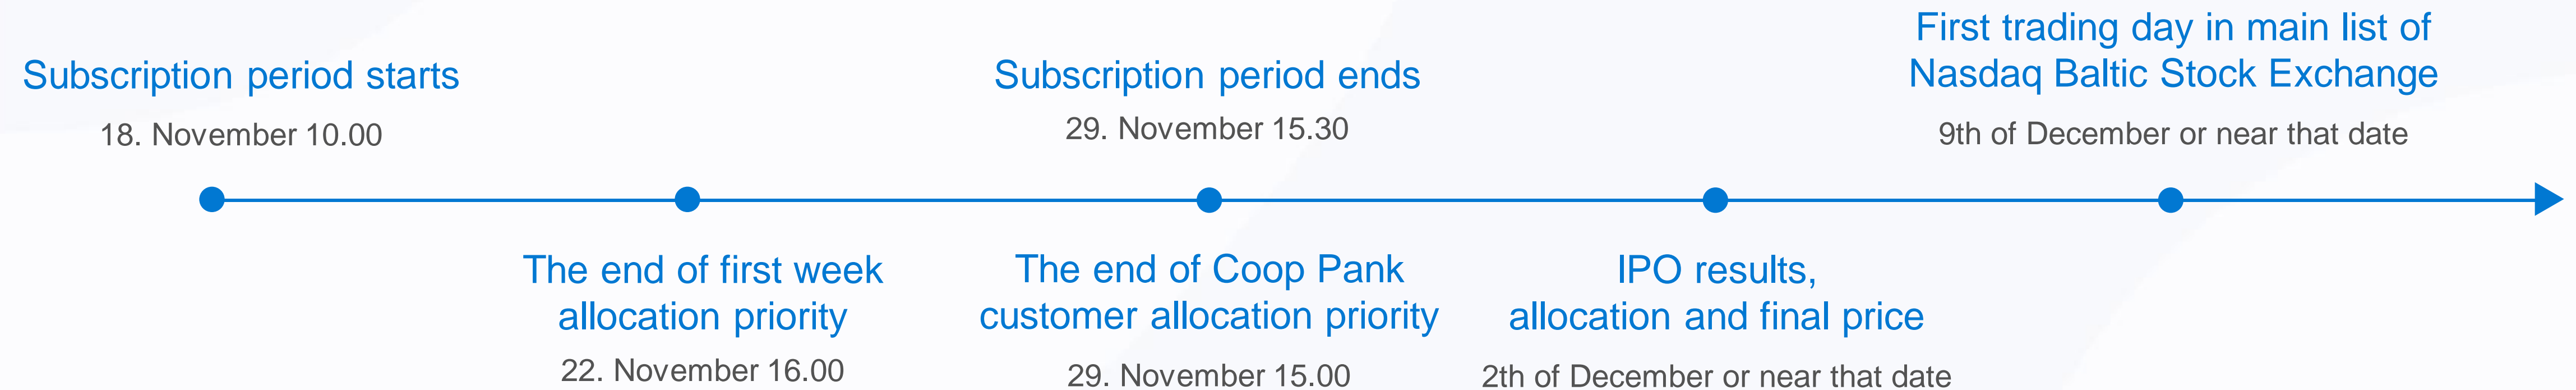 Subscription period starts
18. November 10.00
The end of first week
allocation priority
22. November 16.00
Subscription period ends
29. November 15.30
The end of Coop Pank
customer allocation priority
29. November 15.00
IPO results,
allocation and final price
2th of December or near that date
First trading day in main list of
Nasdaq Baltic Stock Exchange
9th of December or near that date